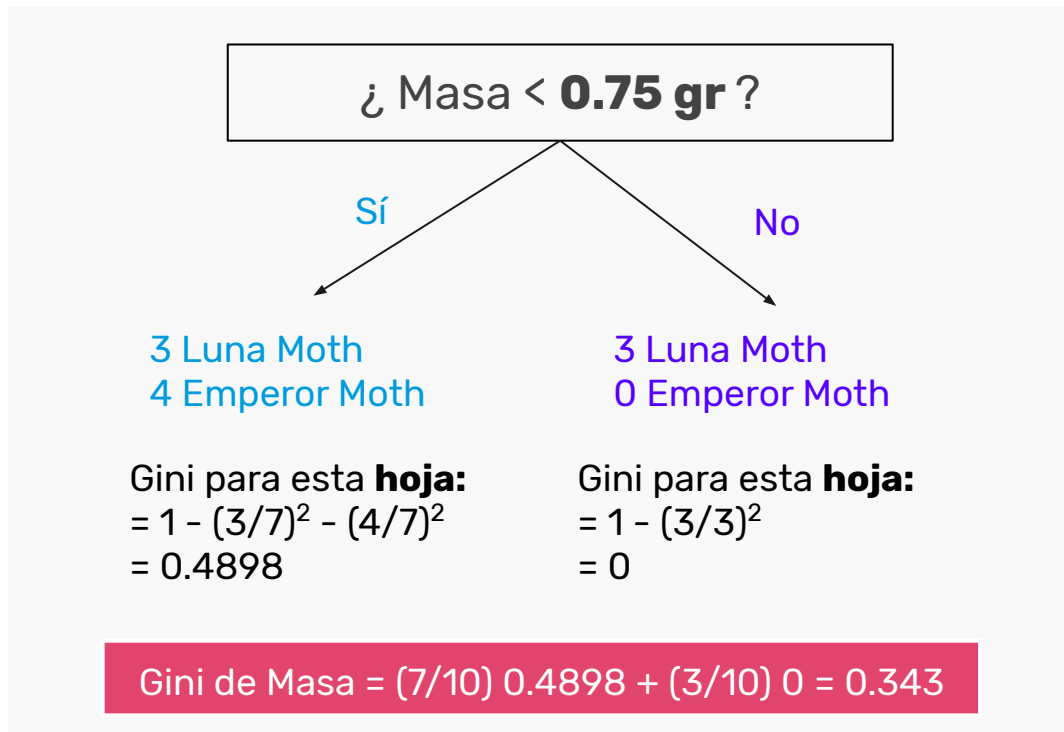 ¿ Masa < 0.75 gr ?
Sí
No
3 Luna Moth
4 Emperor Moth
3 Luna Moth
0 Emperor Moth
Gini para esta hoja:
= 1 - (3/7)² - (4/7)²
= 0.4898
Gini para esta hoja:
= 1 - (3/3)²
= 0
Gini de Masa = (7/10) 0.4898 + (3/10) 0 = 0.343